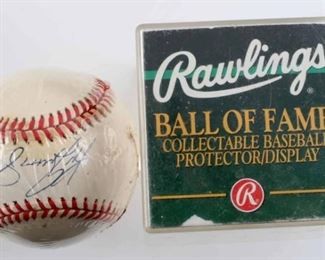 Rawlings®
BALL OF FAME
COLLECTABLE BASEBALL
PROTECTOR/DISPLAY
R